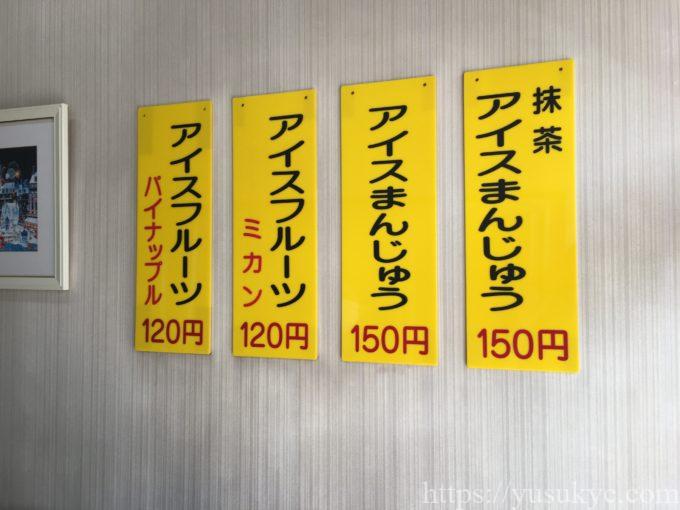 抹茶
アイスまんじゅう
150円
アイスまんじゅう
150円
アイスフルーツ
ミカン
120円
アイスフルーツ
パイナップル
120円
https://yusukyc.com